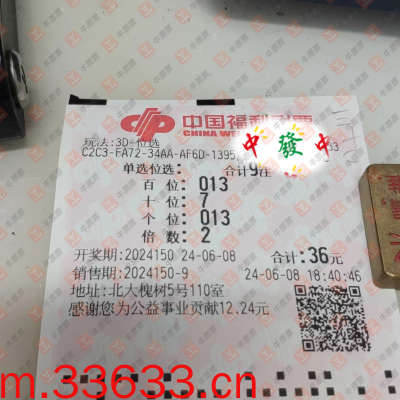 中国福利彩票
CHINA WE
玩法:3D-位选
C2C3-FA72-34AA-AF6D-139
53
单选位选: 合计9注
百 位: 013
十 位: 7
个 位: 013
倍 数: 2
开奖期:2024150 24-06-08 合计:36元
销售期:2024150-9 24-06-08 18:40:46
地址:北大槐树5号110室
感谢您为公益事业贡献12.24元
中 發 中
m.33633.cn